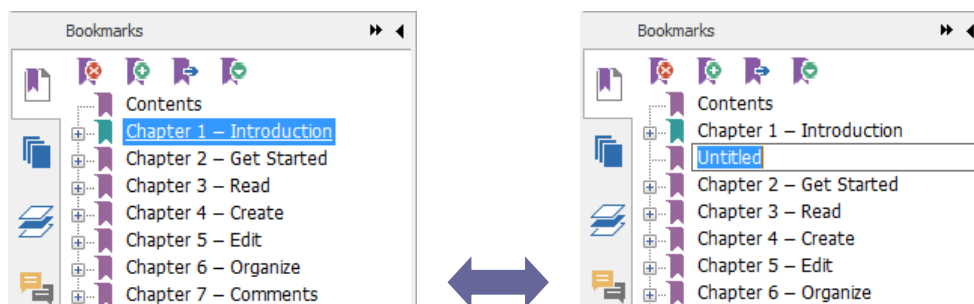 Bookmarks
Contents
Chapter 1 – Introduction
Chapter 2 – Get Started
Chapter 3 – Read
Chapter 4 – Create
Chapter 5 – Edit
Chapter 6 – Organize
Chapter 7 – Comments
Bookmarks
Contents
Chapter 1 – Introduction
Untitled
Chapter 2 – Get Started
Chapter 3 – Read
Chapter 4 – Create
Chapter 5 – Edit
Chapter 6 – Organize